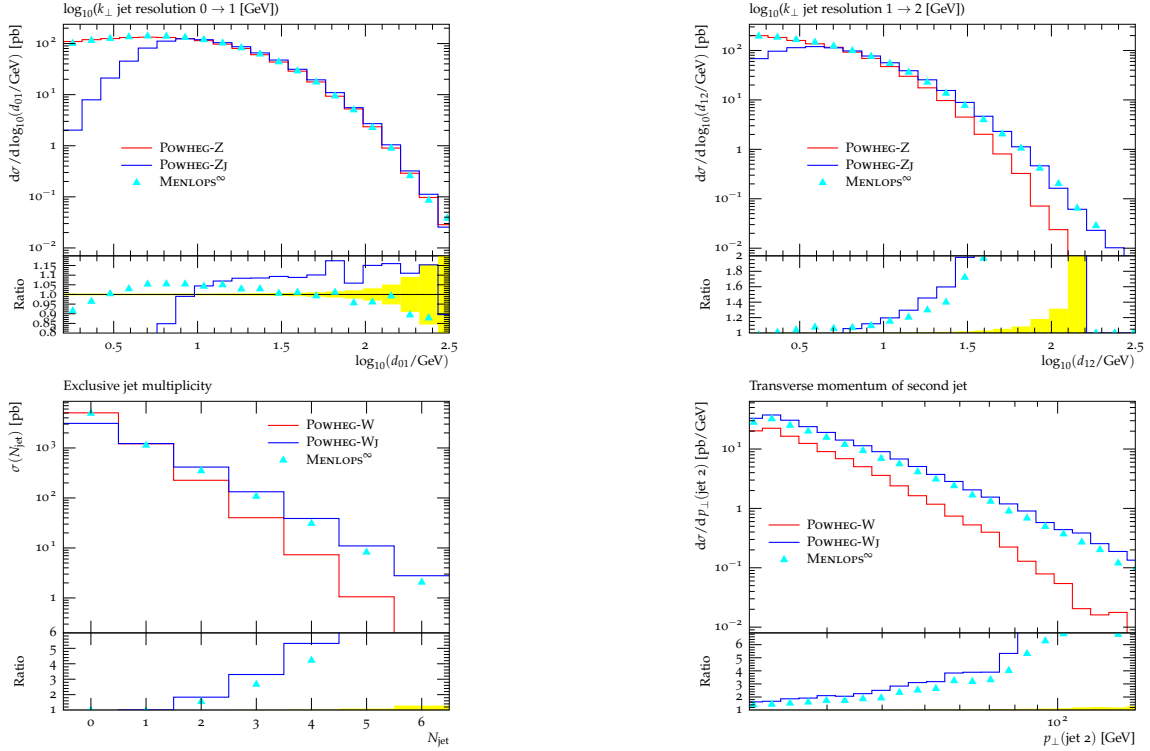 log₁₀(k⊥ jet resolution 0 → 1 [GeV])
dσ/dlog₁₀(d₀₁/GeV) [pb]
10²
10¹
1
10⁻¹
10⁻²
POWHEG-Z
POWHEG-ZJ
MENLOPS∞
Ratio
1.15
1.1
1.05
1.0
0.95
0.9
0.85
0.8
0.5 1 1.5 2 2.5
log₁₀(d₀₁/GeV)
log₁₀(k⊥ jet resolution 1 → 2 [GeV])
dσ/dlog₁₀(d₁₂/GeV) [pb]
10²
10¹
1
10⁻¹
10⁻²
POWHEG-Z
POWHEG-ZJ
MENLOPS∞
Ratio
2
1.8
1.6
1.4
1.2
1
0.5 1 1.5 2 2.5
log₁₀(d₁₂/GeV)
Exclusive jet multiplicity
σ(Njet) [pb]
10³
10²
10¹
1
POWHEG-W
POWHEG-WJ
MENLOPS∞
Ratio
6
5
4
3
2
1
0 1 2 3 4 5 6
Njet
Transverse momentum of second jet
dσ/dp⊥(jet 2) [pb/GeV]
10¹
1
10⁻¹
10⁻²
POWHEG-W
POWHEG-WJ
MENLOPS∞
Ratio
6
5
4
3
2
1
10²
p⊥(jet 2) [GeV]